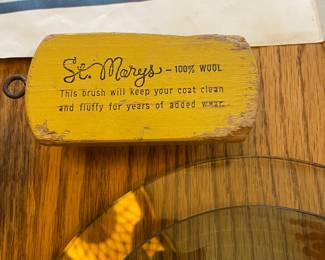 St. Marys - 100% WOOL
This brush will keep your coat clean
and fluffy for years of added wear.